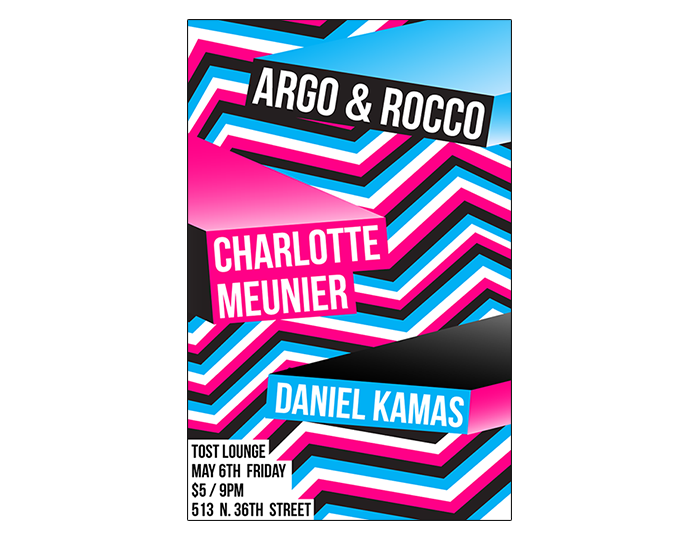 ARGO & ROCCO
CHARLOTTE
MEUNIER
DANIEL KAMAS
TOST LOUNGE
MAY 6TH FRIDAY
$5 / 9PM
513 N. 36TH STREET